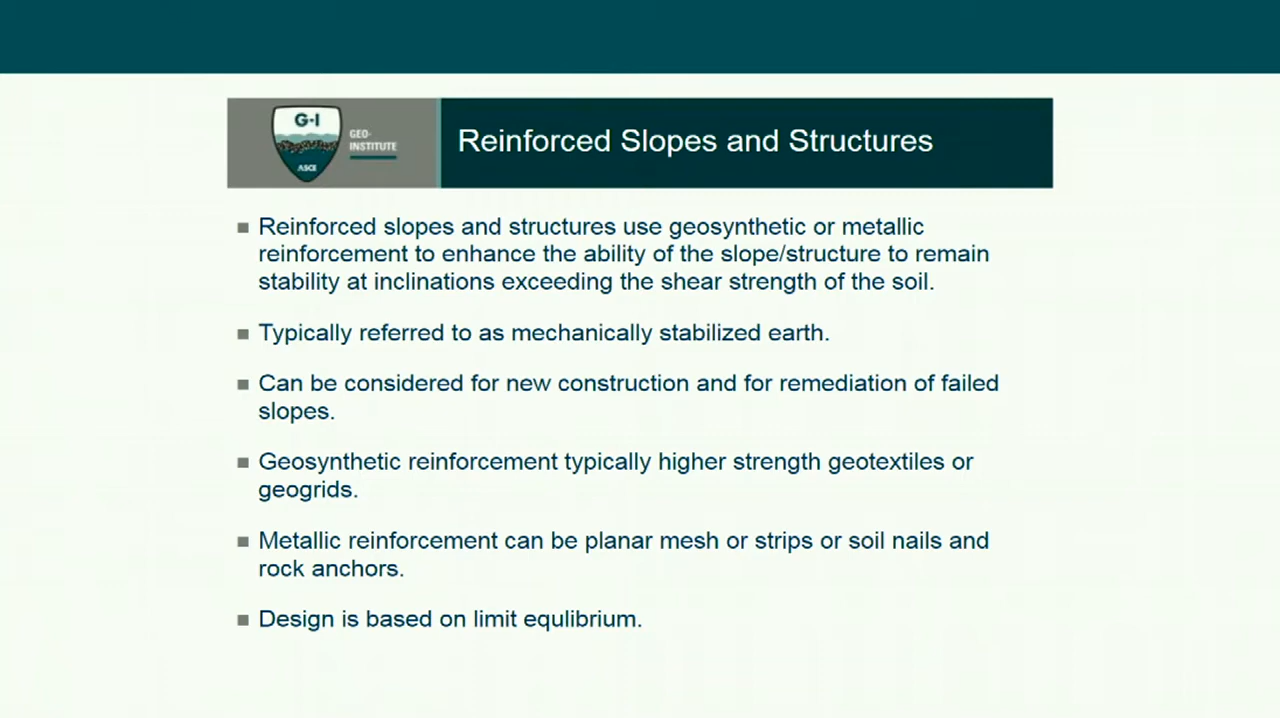 G-I
GEO-
INSTITUTE
ASCE
Reinforced Slopes and Structures
Reinforced slopes and structures use geosynthetic or metallic
reinforcement to enhance the ability of the slope/structure to remain
stability at inclinations exceeding the shear strength of the soil.
Typically referred to as mechanically stabilized earth.
Can be considered for new construction and for remediation of failed
slopes.
Geosynthetic reinforcement typically higher strength geotextiles or
geogrids.
Metallic reinforcement can be planar mesh or strips or soil nails and
rock anchors.
Design is based on limit equlibrium.